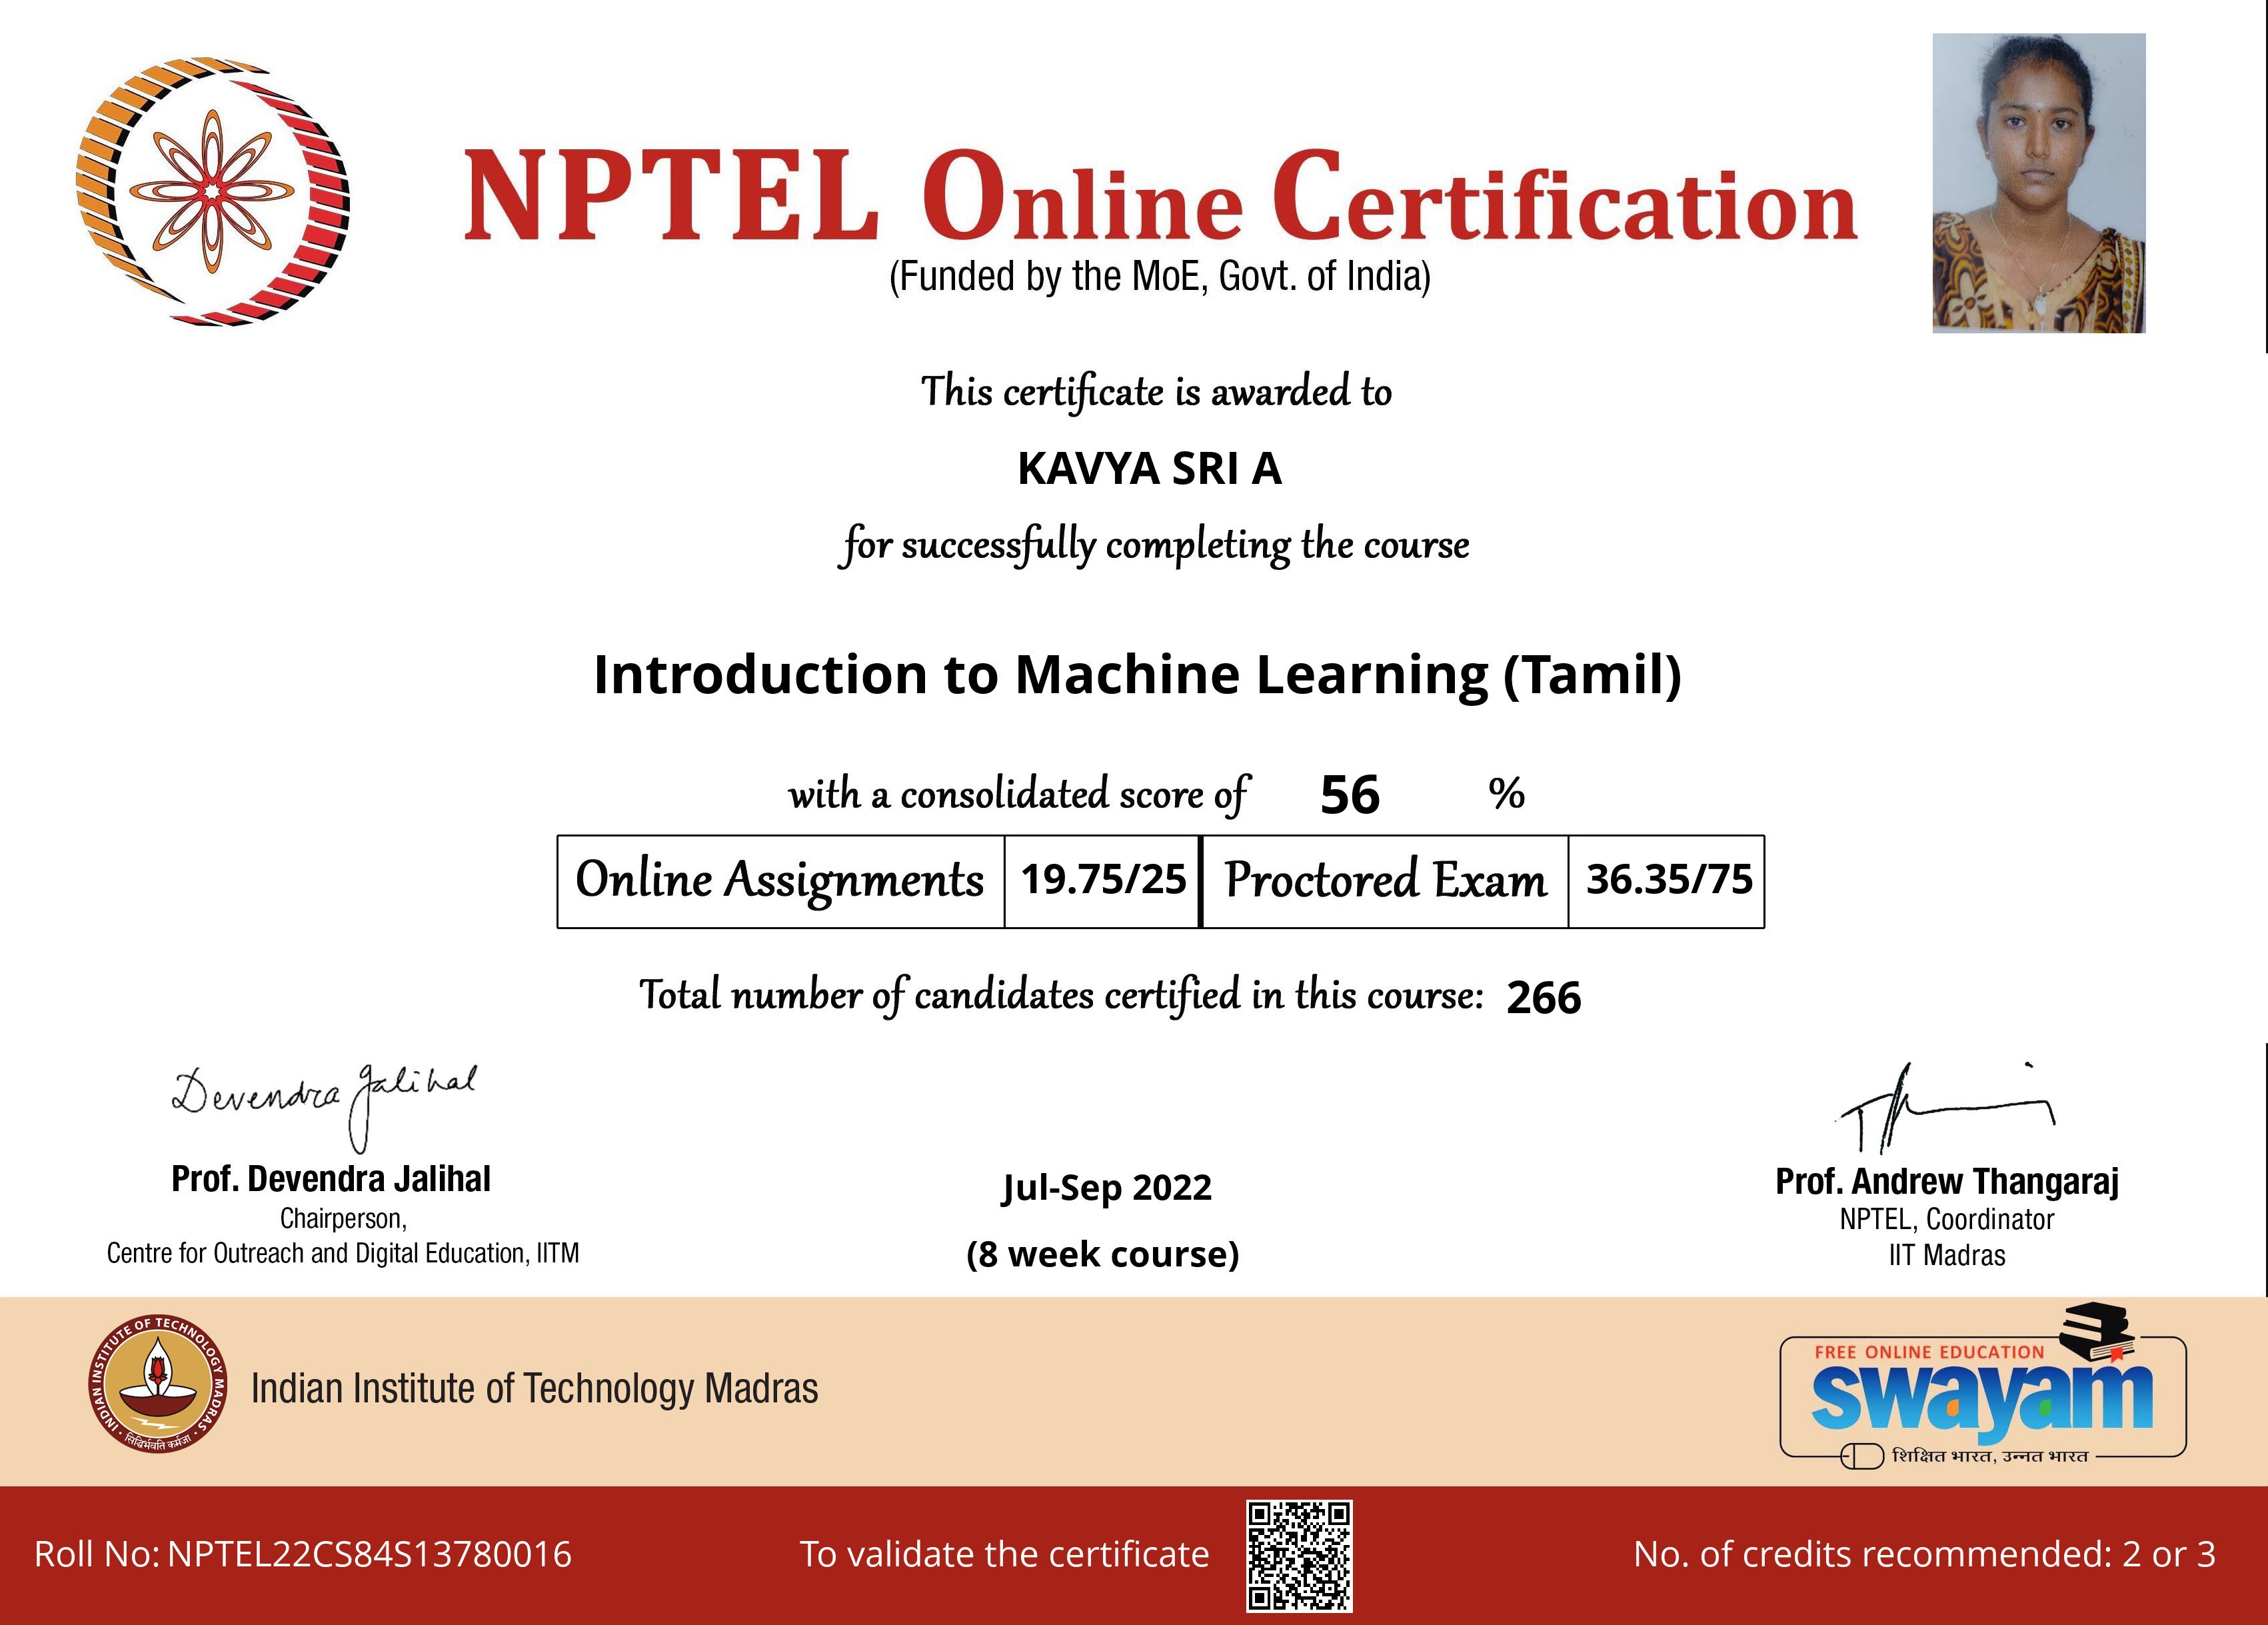 NPTEL Online Certification
(Funded by the MoE, Govt. of India)
This certificate is awarded to
KAVYA SRI A
for successfully completing the course
Introduction to Machine Learning (Tamil)
with a consolidated score of 56 %
Online Assignments 19.75/25 Proctored Exam 36.35/75
Total number of candidates certified in this course: 266
Devendra Jalihal
Prof. Devendra Jalihal
Chairperson,
Centre for Outreach and Digital Education, IITM
Jul-Sep 2022
(8 week course)
Prof. Andrew Thangaraj
NPTEL, Coordinator
IIT Madras
INDIAN INSTITUTE OF TECHNOLOGY MADRAS
सिद्धिर्भवति कर्मजा
Indian Institute of Technology Madras
FREE ONLINE EDUCATION
swayam
शिक्षित भारत, उन्नत भारत
Roll No: NPTEL22CS84S13780016
To validate the certificate
No. of credits recommended: 2 or 3